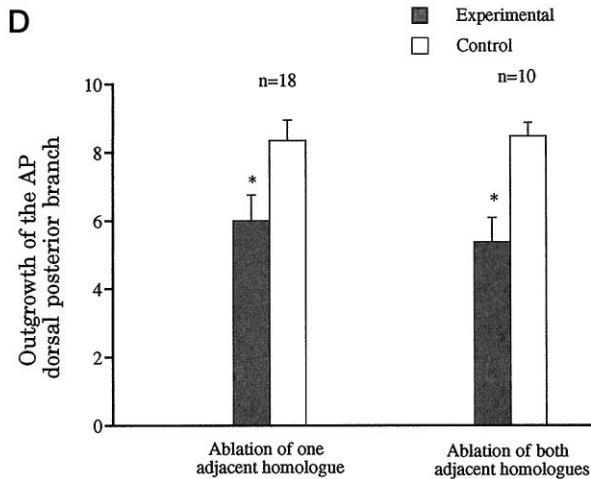 D
Experimental
Control
n=18
n=10
Outgrowth of the AP
dorsal posterior branch
10
8
6
4
2
0
*
*
Ablation of one
adjacent homologue
Ablation of both
adjacent homologues